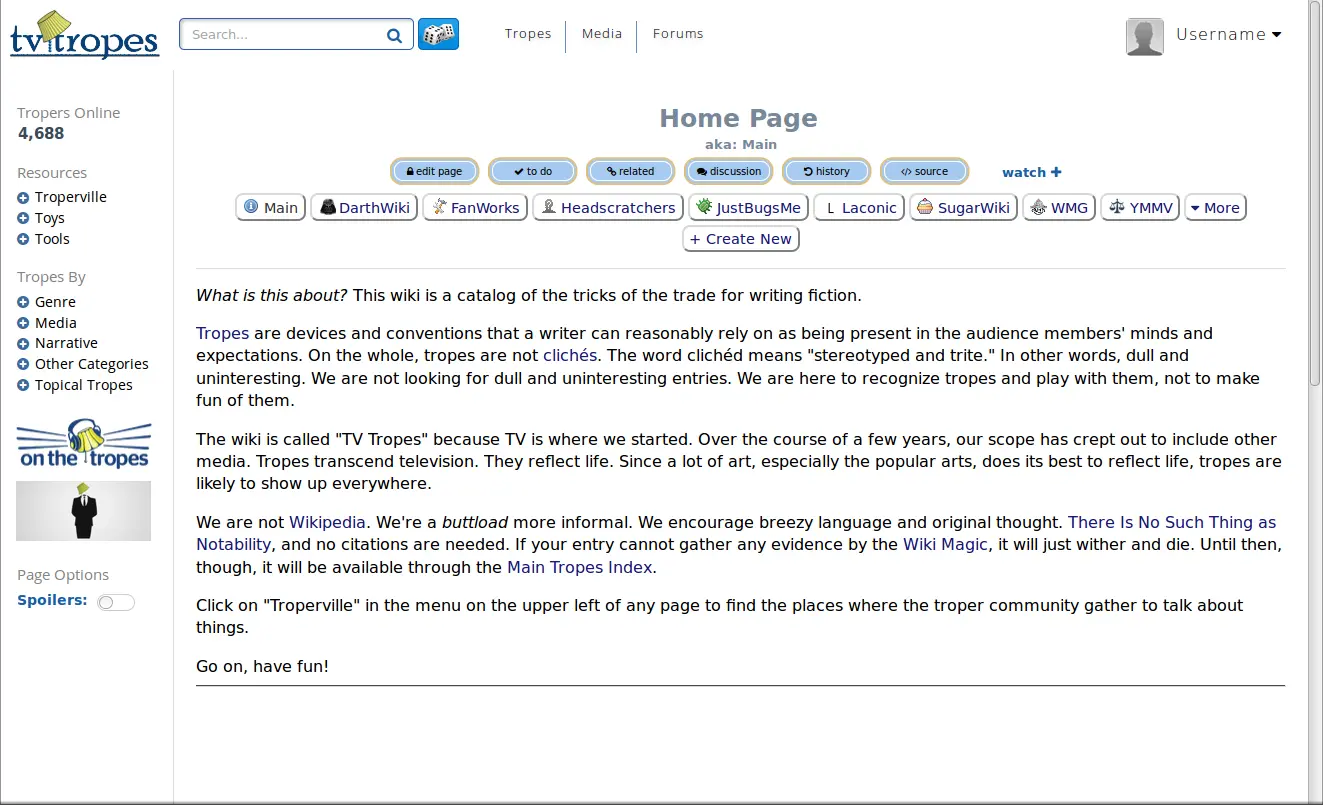 tv tropes
Search...
Tropes
Media
Forums
Username
Tropers Online
4,688
Resources
Troperville
Toys
Tools
Tropes By
Genre
Media
Narrative
Other Categories
Topical Tropes
on the tropes
Page Options
Spoilers:
Home Page
aka: Main
edit page
to do
related
discussion
history
</> source
watch +
Main
DarthWiki
FanWorks
Headscratchers
JustBugsMe
L Laconic
SugarWiki
WMG
YMMV
More
+ Create New
What is this about? This wiki is a catalog of the tricks of the trade for writing fiction.
Tropes are devices and conventions that a writer can reasonably rely on as being present in the audience members' minds and
expectations. On the whole, tropes are not clichés. The word clichéd means "stereotyped and trite." In other words, dull and
uninteresting. We are not looking for dull and uninteresting entries. We are here to recognize tropes and play with them, not to make
fun of them.
The wiki is called "TV Tropes" because TV is where we started. Over the course of a few years, our scope has crept out to include other
media. Tropes transcend television. They reflect life. Since a lot of art, especially the popular arts, does its best to reflect life, tropes are
likely to show up everywhere.
We are not Wikipedia. We're a buttload more informal. We encourage breezy language and original thought. There Is No Such Thing as
Notability, and no citations are needed. If your entry cannot gather any evidence by the Wiki Magic, it will just wither and die. Until then,
though, it will be available through the Main Tropes Index.
Click on "Troperville" in the menu on the upper left of any page to find the places where the troper community gather to talk about
things.
Go on, have fun!